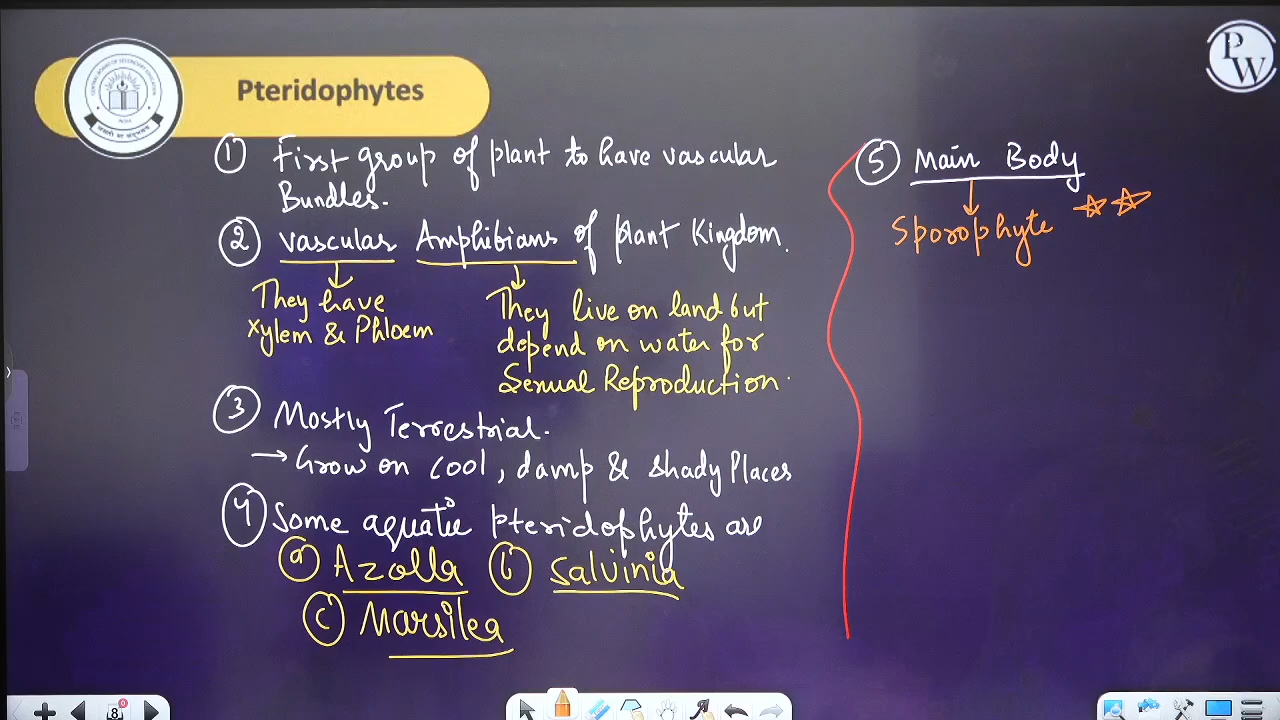 Pteridophytes
PW
① First group of plant to have vascular
Bundles.
② vascular Amphibians of plant Kingdom.
They have
xylem & Phloem
They live on land but
depend on water for
Sexual Reproduction.
③ Mostly Terrestrial.
→ Grow on cool, damp & shady Places
④ Some aquatic pteridophytes are
ⓐ Azolla ⓑ Salvinia
ⓒ Marsilea
⑤ Main Body
Sporophyte
8